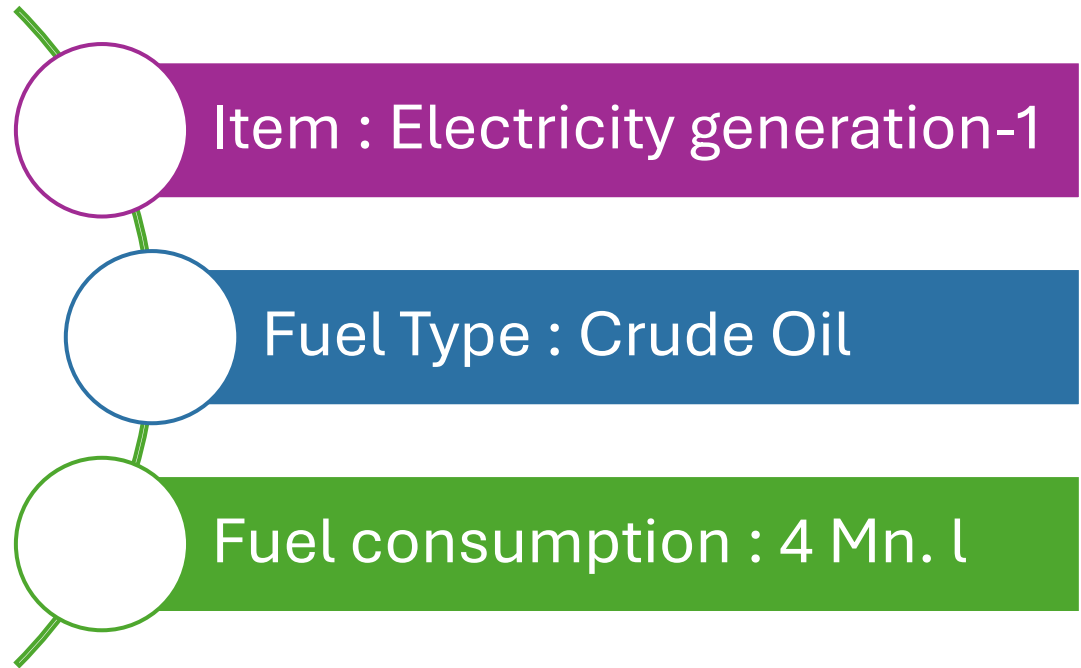 Item : Electricity generation-1
Fuel Type : Crude Oil
Fuel consumption : 4 Mn. l